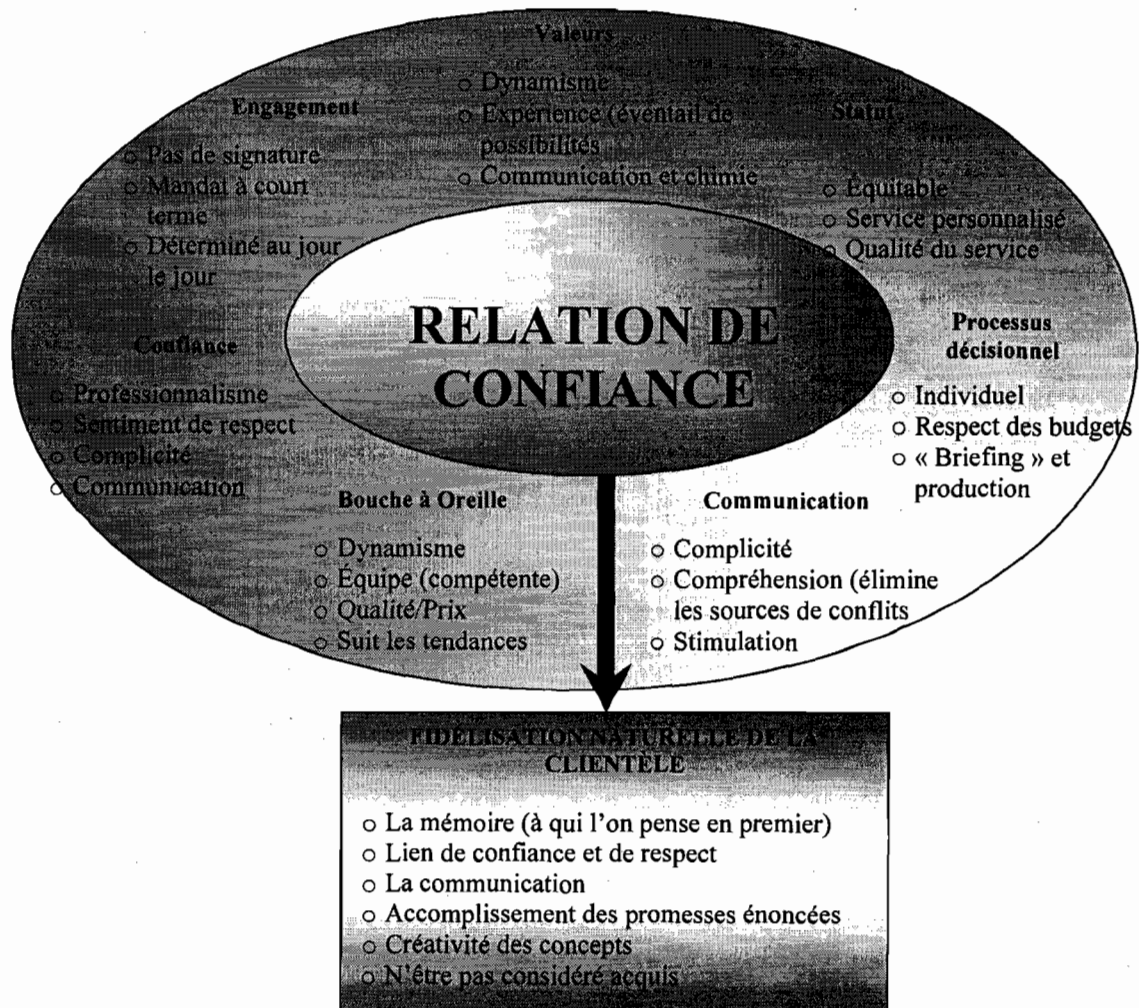 Valeurs
o Dynamisme
o Expérience (éventail de
possibilités
o Communication et chimie
Engagement
o Pas de signature
o Mandat à court
terme
o Déterminé au jour
le jour
Statut
o Équitable
o Service personnalisé
o Qualité du service
RELATION DE
CONFIANCE
Confiance
o Professionnalisme
o Sentiment de respect
o Complicité
o Communication
Processus
décisionnel
o Individuel
o Respect des budgets
o « Briefing » et
production
Bouche à Oreille
o Dynamisme
o Équipe (compétente)
o Qualité/Prix
o Suit les tendances
Communication
o Complicité
o Compréhension (élimine
les sources de conflits
o Stimulation
FIDÉLISATION NATURELLE DE LA
CLIENTÈLE
o La mémoire (à qui l'on pense en premier)
o Lien de confiance et de respect
o La communication
o Accomplissement des promesses énoncées
o Créativité des concepts
o N'être pas considéré acquis